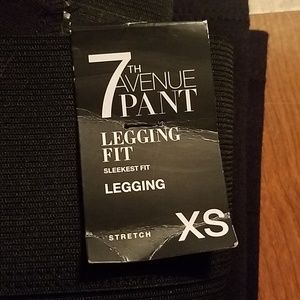 7TH
AVENUE
PANT
LEGGING
FIT
SLEEKEST FIT
LEGGING
STRETCH
XS